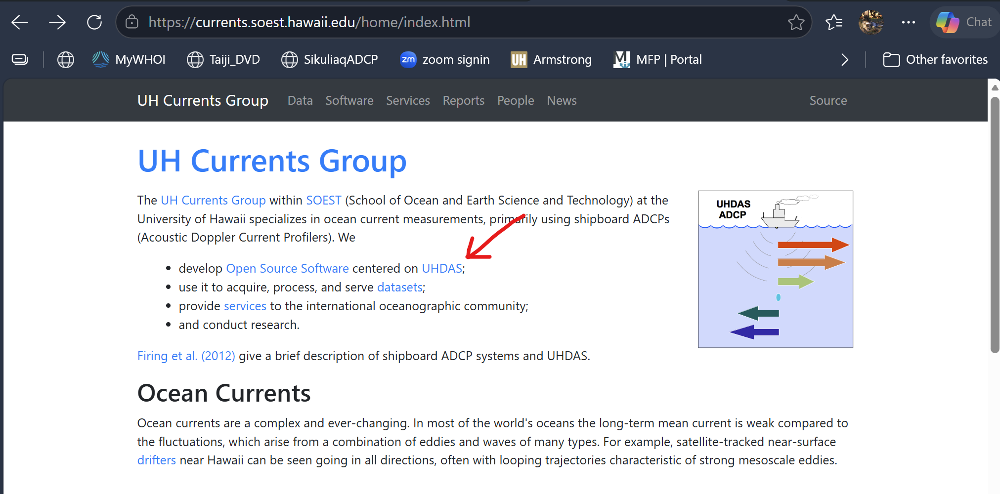 https://currents.soest.hawaii.edu/home/index.html
Chat
MyWHOI
Taiji_DVD
SikuliaqADCP
zm
zoom signin
UH
Armstrong
M
MFP | Portal
Other favorites
UH Currents Group
Data
Software
Services
Reports
People
News
Source
UH Currents Group
The UH Currents Group within SOEST (School of Ocean and Earth Science and Technology) at the
University of Hawaii specializes in ocean current measurements, primarily using shipboard ADCPs
(Acoustic Doppler Current Profilers). We
• develop Open Source Software centered on UHDAS;
• use it to acquire, process, and serve datasets;
• provide services to the international oceanographic community;
• and conduct research.
UHDAS
ADCP
Firing et al. (2012) give a brief description of shipboard ADCP systems and UHDAS.
Ocean Currents
Ocean currents are a complex and ever-changing. In most of the world's oceans the long-term mean current is weak compared to
the fluctuations, which arise from a combination of eddies and waves of many types. For example, satellite-tracked near-surface
drifters near Hawaii can be seen going in all directions, often with looping trajectories characteristic of strong mesoscale eddies.